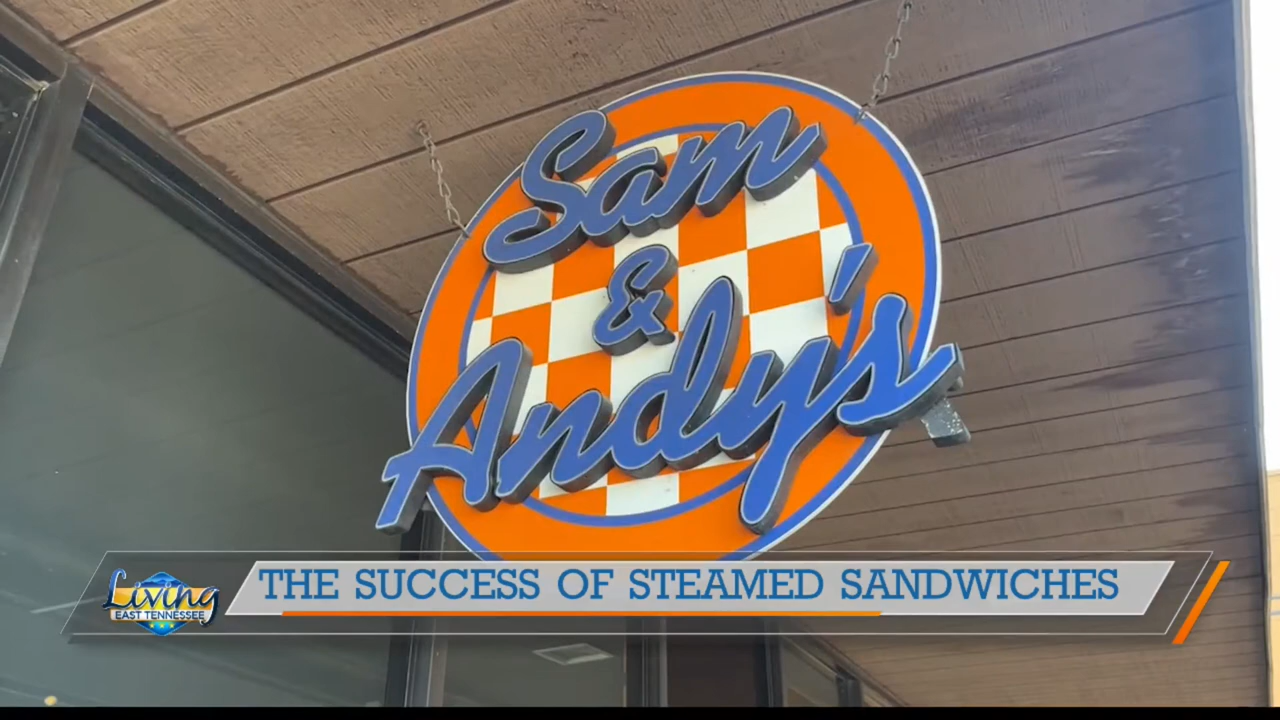 Sam
&
Andy's
Living
EAST TENNESSEE
THE SUCCESS OF STEAMED SANDWICHES